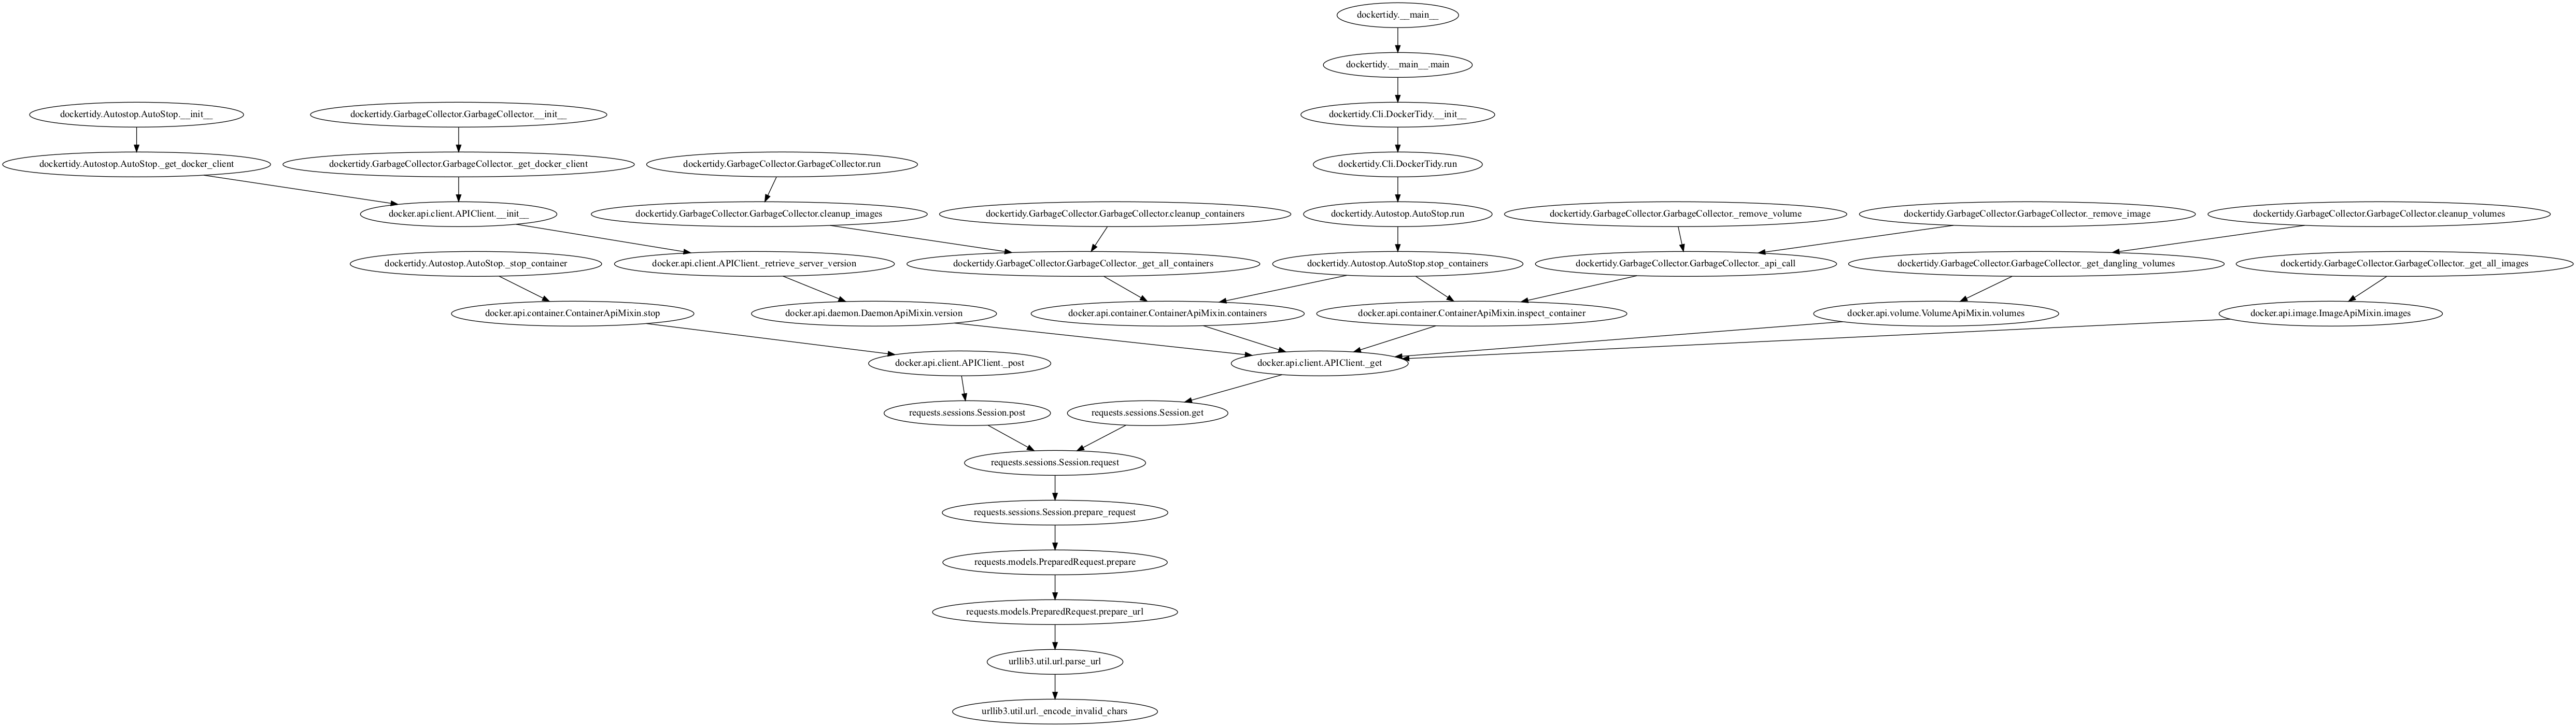 dockertidy.__main__
dockertidy.__main__.main
dockertidy.Autostop.AutoStop.__init__
dockertidy.GarbageCollector.GarbageCollector.__init__
dockertidy.Cli.DockerTidy.__init__
dockertidy.Autostop.AutoStop._get_docker_client
dockertidy.GarbageCollector.GarbageCollector._get_docker_client
dockertidy.GarbageCollector.GarbageCollector.run
dockertidy.Cli.DockerTidy.run
docker.api.client.APIClient.__init__
dockertidy.GarbageCollector.GarbageCollector.cleanup_images
dockertidy.GarbageCollector.GarbageCollector.cleanup_containers
dockertidy.Autostop.AutoStop.run
dockertidy.GarbageCollector.GarbageCollector._remove_volume
dockertidy.GarbageCollector.GarbageCollector._remove_image
dockertidy.GarbageCollector.GarbageCollector.cleanup_volumes
dockertidy.Autostop.AutoStop._stop_container
docker.api.client.APIClient._retrieve_server_version
dockertidy.GarbageCollector.GarbageCollector._get_all_containers
dockertidy.Autostop.AutoStop.stop_containers
dockertidy.GarbageCollector.GarbageCollector._api_call
dockertidy.GarbageCollector.GarbageCollector._get_dangling_volumes
dockertidy.GarbageCollector.GarbageCollector._get_all_images
docker.api.container.ContainerApiMixin.stop
docker.api.daemon.DaemonApiMixin.version
docker.api.container.ContainerApiMixin.containers
docker.api.container.ContainerApiMixin.inspect_container
docker.api.volume.VolumeApiMixin.volumes
docker.api.image.ImageApiMixin.images
docker.api.client.APIClient._post
docker.api.client.APIClient._get
requests.sessions.Session.post
requests.sessions.Session.get
requests.sessions.Session.request
requests.sessions.Session.prepare_request
requests.models.PreparedRequest.prepare
requests.models.PreparedRequest.prepare_url
urllib3.util.url.parse_url
urllib3.util.url._encode_invalid_chars